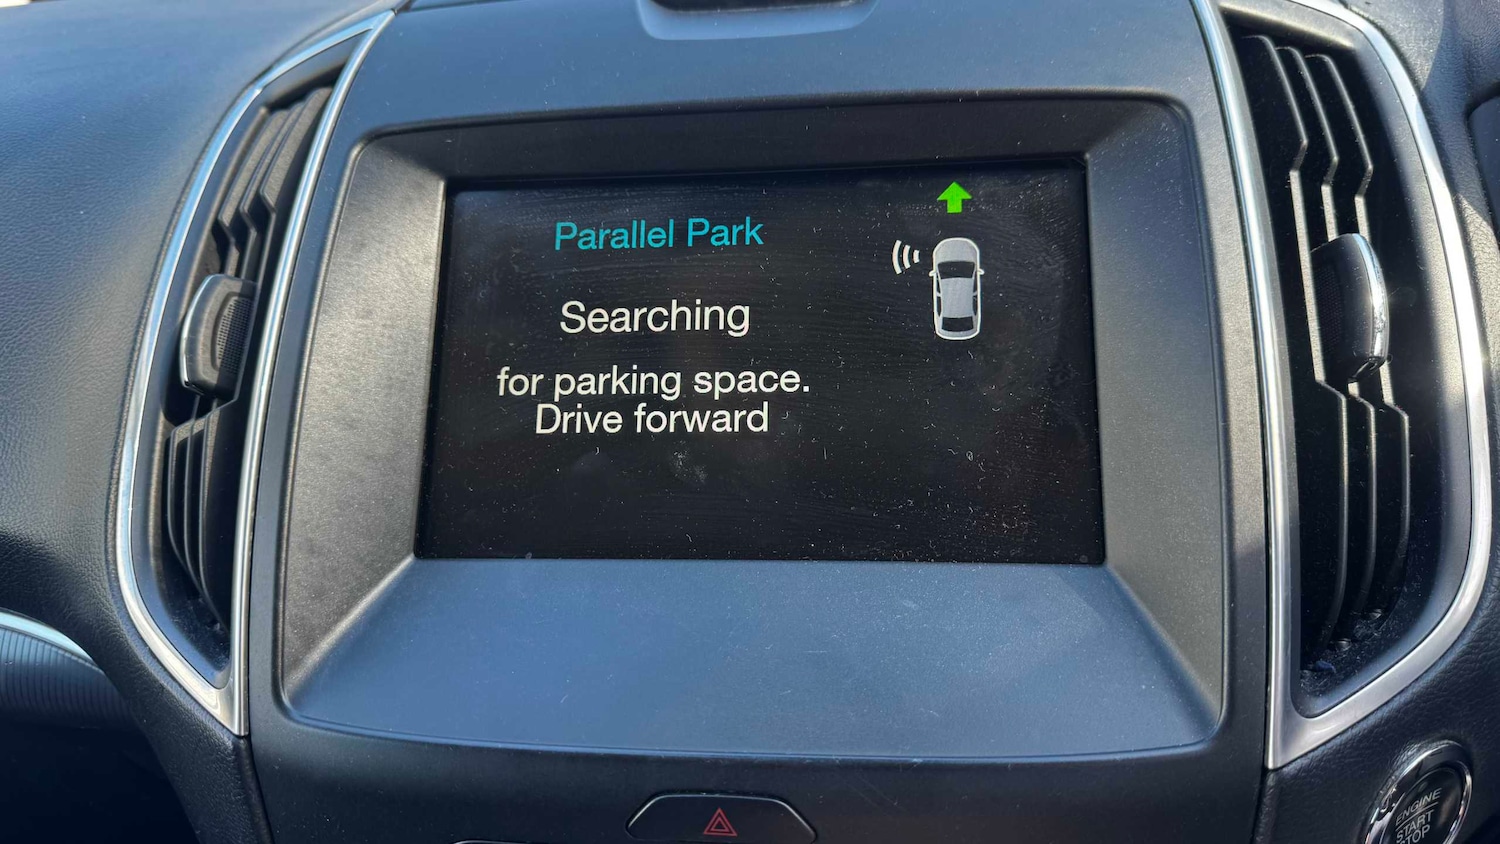 Parallel Park
Searching
for parking space.
Drive forward
ENGINE
START
STOP